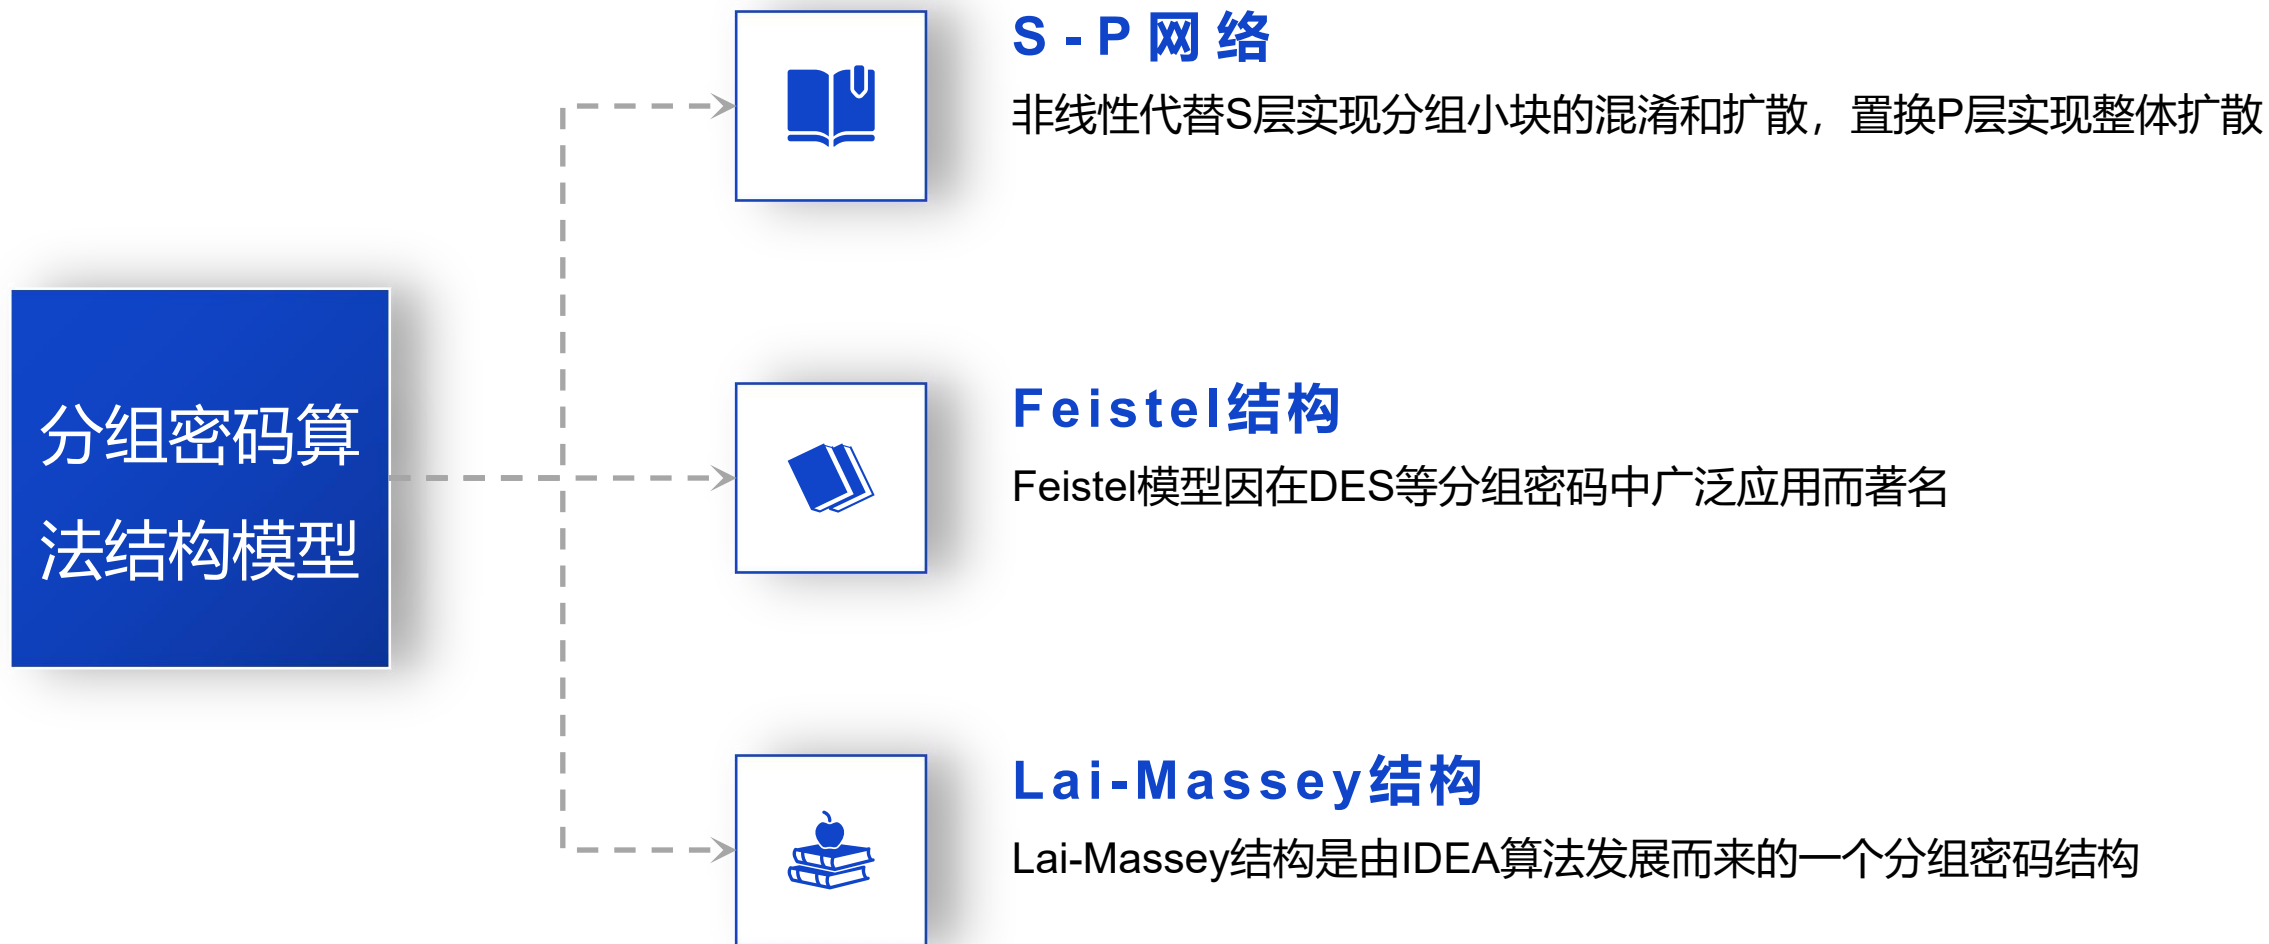 分组密码算
法结构模型
S-P网络
非线性代替S层实现分组小块的混淆和扩散，置换P层实现整体扩散
Feistel结构
Feistel模型因在DES等分组密码中广泛应用而著名
Lai-Massey结构
Lai-Massey结构是由IDEA算法发展而来的一个分组密码结构